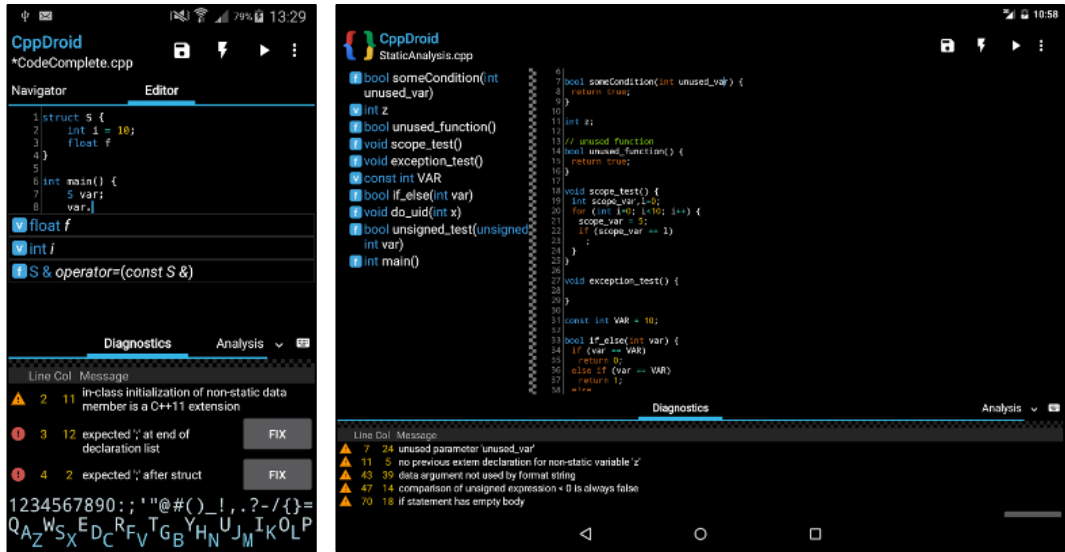 79% 13:29
CppDroid
*CodeComplete.cpp
Navigator Editor
1 struct S {
2 int i = 10;
3 float f
4 }
5
6 int main() {
7 S var;
8 var.
v float f
v int i
f S & operator=(const S &)
Diagnostics Analysis
Line Col Message
2 11 in-class initialization of non-static data
member is a C++11 extension
3 12 expected ';' at end of
declaration list
FIX
4 2 expected ';' after struct FIX
1234567890:;'"@#()_!,.?-/{}=
QAZWSXEDCRFVTGBYHNUJMIKOLP
10:58
CppDroid
StaticAnalysis.cpp
f bool someCondition(int
unused_var)
v int z
f bool unused_function()
f void scope_test()
f void exception_test()
v const int VAR
f bool if_else(int var)
f void do_uid(int x)
f bool unsigned_test(unsigned
int var)
f int main()
6
7 bool someCondition(int unused_var) {
8 return true;
9 }
10
11 int z;
12
13 // unused function
14 bool unused_function() {
15 return true;
16 }
17
18 void scope_test() {
19 int scope_var,l=0;
20 for (int i=0; i<10; i++) {
21 scope_var = 5;
22 if (scope_var == 1)
23 ;
24 }
25 }
26
27 void exception_test() {
28
29 }
30
31 const int VAR = 10;
32
33 bool if_else(int var) {
34 if (var == VAR)
35 return 0;
36 else if (var == VAR)
37 return 1;
38 else
Diagnostics Analysis
Line Col Message
7 24 unused parameter 'unused_var'
11 5 no previous extern declaration for non-static variable 'z'
43 39 data argument not used by format string
47 14 comparison of unsigned expression < 0 is always false
70 18 if statement has empty body